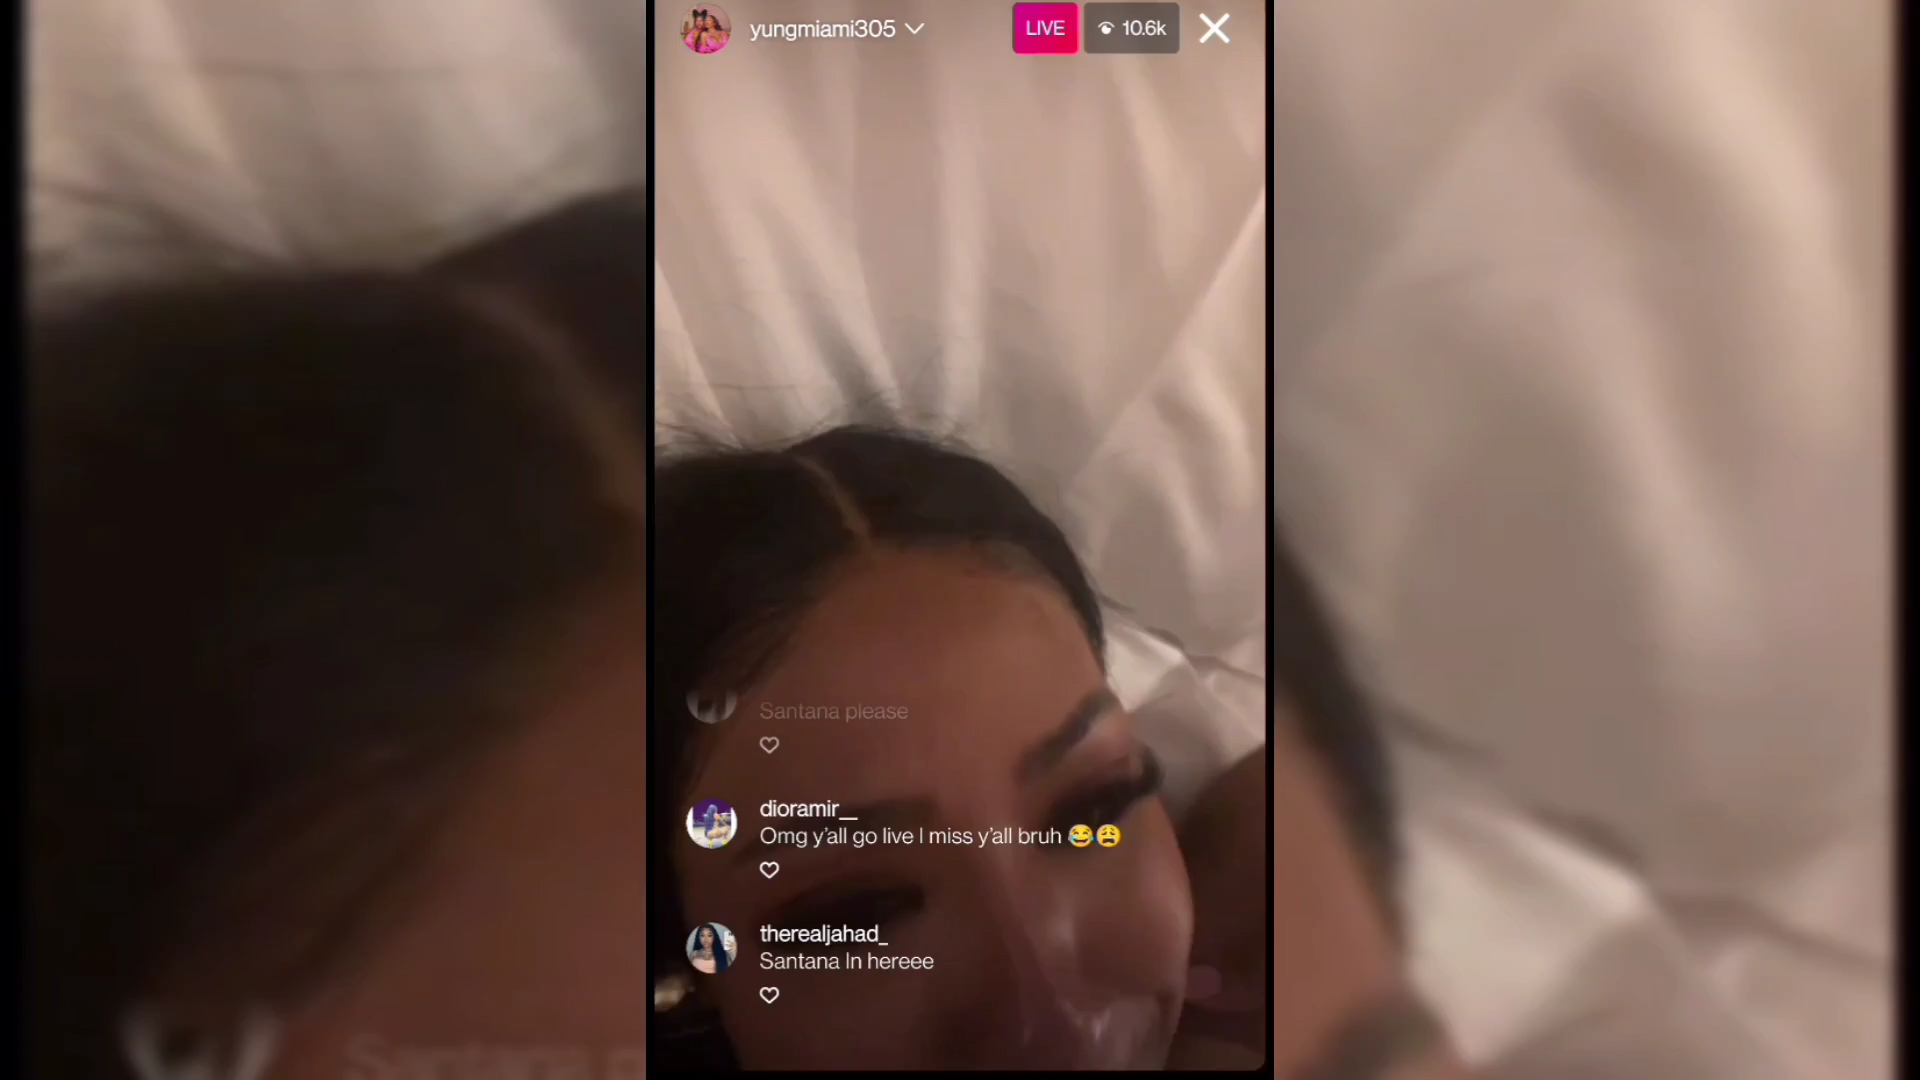 yungmiami305
LIVE
10.6k
Santana please
dioramir__
Omg y'all go live I miss y'all bruh 😂😩
therealjahad_
Santana In hereee